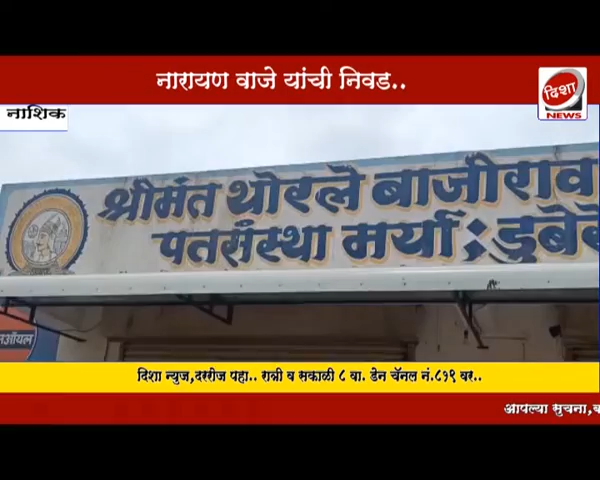 नारायण वाजे यांची निवड..
दिशा
NEWS
नाशिक
श्रीमंत थोरले बाजीराव
पतसंस्था मर्या : डुबेरे
दिशा न्युज,दररोज पहा.. रात्री व सकाळी ८ वा. डेन चॅनल नं.८१९ वर..
आपल्या सुचना,